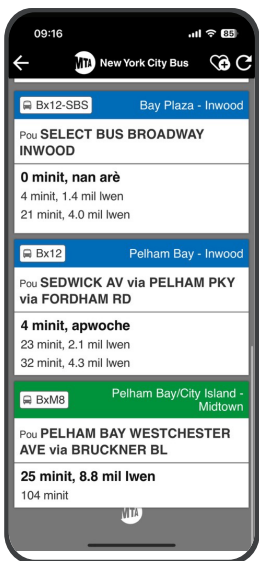 09:16 85
MTA New York City Bus
Bx12-SBS Bay Plaza - Inwood
Pou SELECT BUS BROADWAY
INWOOD
0 minit, nan arè
4 minit, 1.4 mil lwen
21 minit, 4.0 mil lwen
Bx12 Pelham Bay - Inwood
Pou SEDWICK AV via PELHAM PKY
via FORDHAM RD
4 minit, apwoche
23 minit, 2.1 mil lwen
32 minit, 4.3 mil lwen
BxM8 Pelham Bay/City Island -
Midtown
Pou PELHAM BAY WESTCHESTER
AVE via BRUCKNER BL
25 minit, 8.8 mil lwen
104 minit
MTA